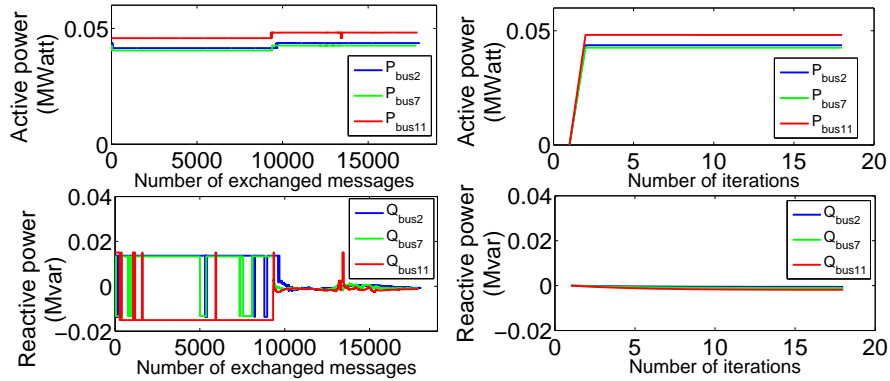 Active power
(MWatt)
0.05
0
P_bus2
P_bus7
P_bus11
0 5000 10000 15000
Number of exchanged messages
Active power
(MWatt)
0.05
0
P_bus2
P_bus7
P_bus11
0 5 10 15 20
Number of iterations
Reactive power
(Mvar)
0.04
0.02
0
−0.02
Q_bus2
Q_bus7
Q_bus11
0 5000 10000 15000
Number of exchanged messages
Reactive power
(Mvar)
0.04
0.02
0
−0.02
Q_bus2
Q_bus7
Q_bus11
0 5 10 15 20
Number of iterations